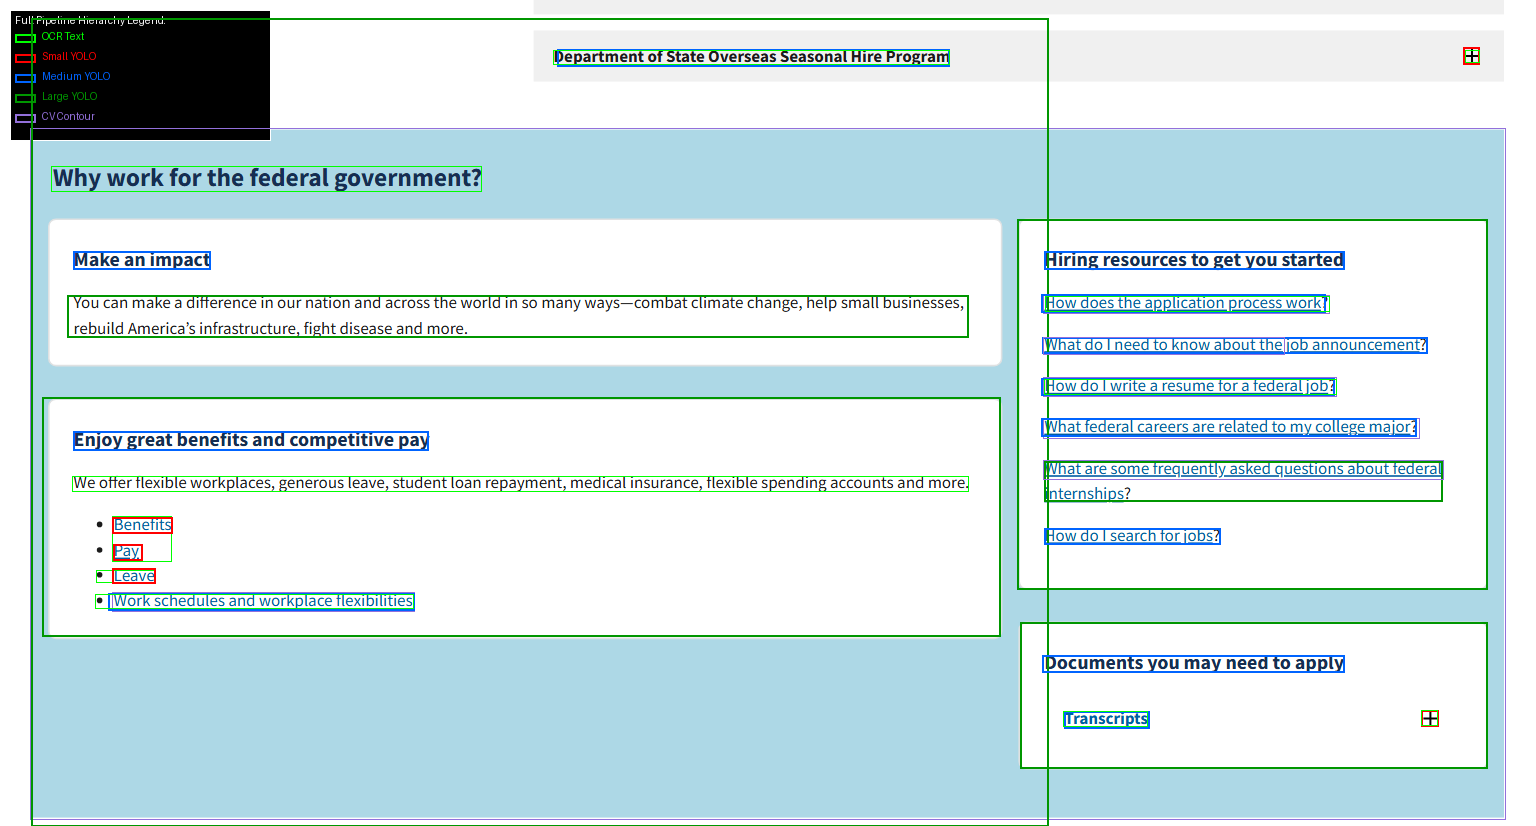 Full Pipeline Hierarchy Legend:
OCR Text
Small YOLO
Medium YOLO
Large YOLO
CV Contour
Department of State Overseas Seasonal Hire Program
Why work for the federal government?
Make an impact
You can make a difference in our nation and across the world in so many ways—combat climate change, help small businesses,
rebuild America’s infrastructure, fight disease and more.
Enjoy great benefits and competitive pay
We offer flexible workplaces, generous leave, student loan repayment, medical insurance, flexible spending accounts and more.
• Benefits
• Pay
• Leave
• Work schedules and workplace flexibilities
Hiring resources to get you started
How does the application process work?
What do I need to know about the job announcement?
How do I write a resume for a federal job?
What federal careers are related to my college major?
What are some frequently asked questions about federal
internships?
How do I search for jobs?
Documents you may need to apply
Transcripts